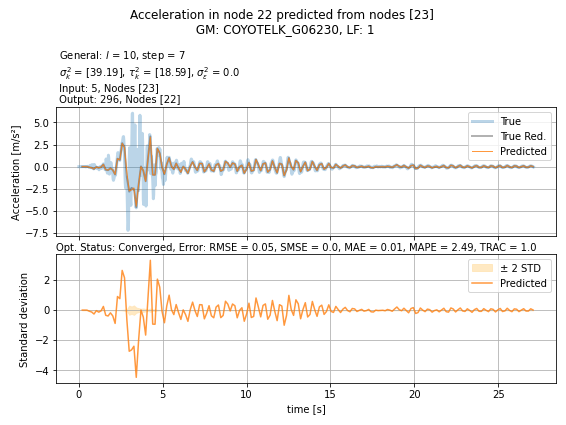 Acceleration in node 22 predicted from nodes [23]
GM: COYOTELK_G06230, LF: 1
General: l = 10, step = 7
σ²ₖ = [39.19], τ²ₖ = [18.59], σ²ε = 0.0
Input: 5, Nodes [23]
Output: 296, Nodes [22]
Acceleration [m/s²]
5.0
2.5
0.0
−2.5
−5.0
−7.5
True
True Red.
Predicted
Opt. Status: Converged, Error: RMSE = 0.05, SMSE = 0.0, MAE = 0.01, MAPE = 2.49, TRAC = 1.0
Standard deviation
2
0
−2
−4
± 2 STD
Predicted
0 5 10 15 20 25
time [s]